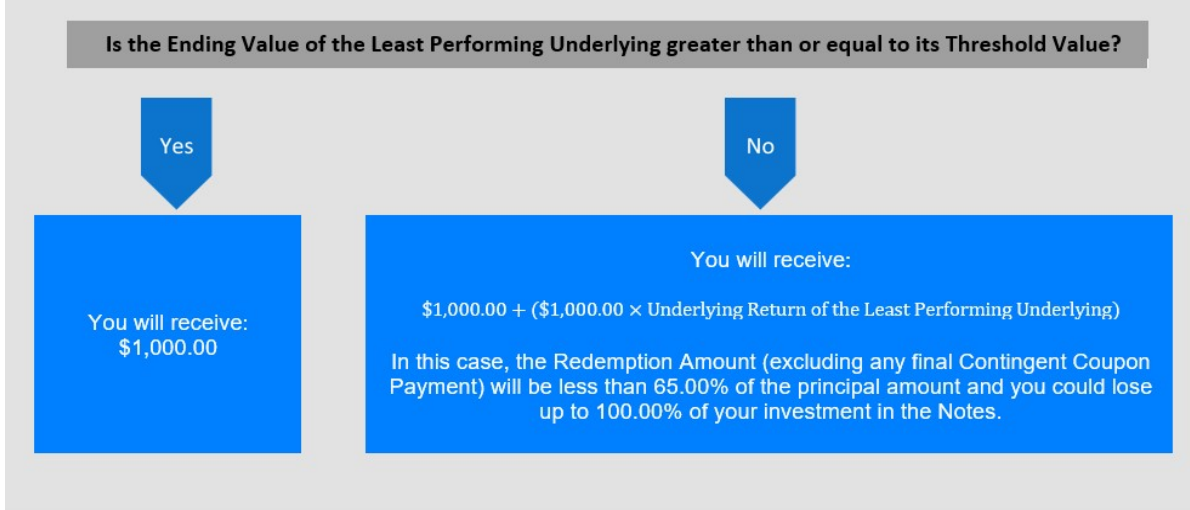 Is the Ending Value of the Least Performing Underlying greater than or equal to its Threshold Value?
Yes
No
You will receive:
$1,000.00
You will receive:
$1,000.00 + ($1,000.00 × Underlying Return of the Least Performing Underlying)
In this case, the Redemption Amount (excluding any final Contingent Coupon
Payment) will be less than 65.00% of the principal amount and you could lose
up to 100.00% of your investment in the Notes.